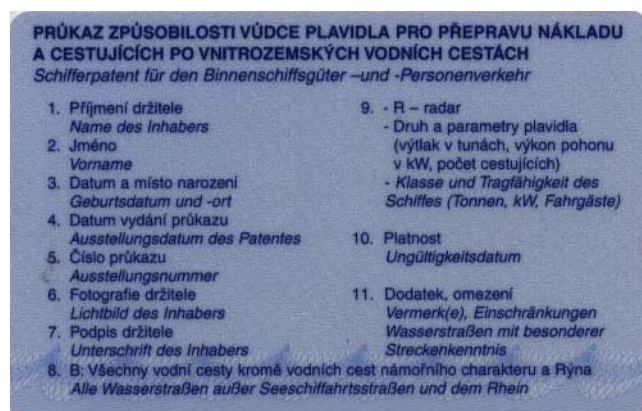 PRŮKAZ ZPŮSOBILOSTI VŮDCE PLAVIDLA PRO PŘEPRAVU NÁKLADU
A CESTUJÍCÍCH PO VNITROZEMSKÝCH VODNÍCH CESTÁCH
Schifferpatent für den Binnenschiffsgüter –und -Personenverkehr
1. Příjmení držitele
Name des Inhabers
2. Jméno
Vorname
3. Datum a místo narození
Geburtsdatum und -ort
4. Datum vydání průkazu
Ausstellungsdatum des Patentes
5. Číslo průkazu
Ausstellungsnummer
6. Fotografie držitele
Lichtbild des Inhabers
7. Podpis držitele
Unterschrift des Inhabers
8. B: Všechny vodní cesty kromě vodních cest námořního charakteru a Rýna
Alle Wasserstraßen außer Seeschiffahrtsstraßen und dem Rhein
9. - R – radar
- Druh a parametry plavidla
(výtlak v tunách, výkon pohonu
v kW, počet cestujících)
- Klasse und Tragfähigkeit des
Schiffes (Tonnen, kW, Fahrgäste)
10. Platnost
Ungültigkeitsdatum
11. Dodatek, omezení
Vermerk(e), Einschränkungen
Wasserstraßen mit besonderer
Streckenkenntnis